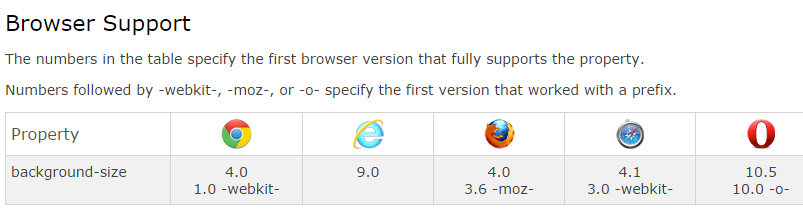 Browser Support
The numbers in the table specify the first browser version that fully supports the property.
Numbers followed by -webkit-, -moz-, or -o- specify the first version that worked with a prefix.
Property
background-size 4.0 9.0 4.0 4.1 10.5
1.0 -webkit- 3.6 -moz- 3.0 -webkit- 10.0 -o-